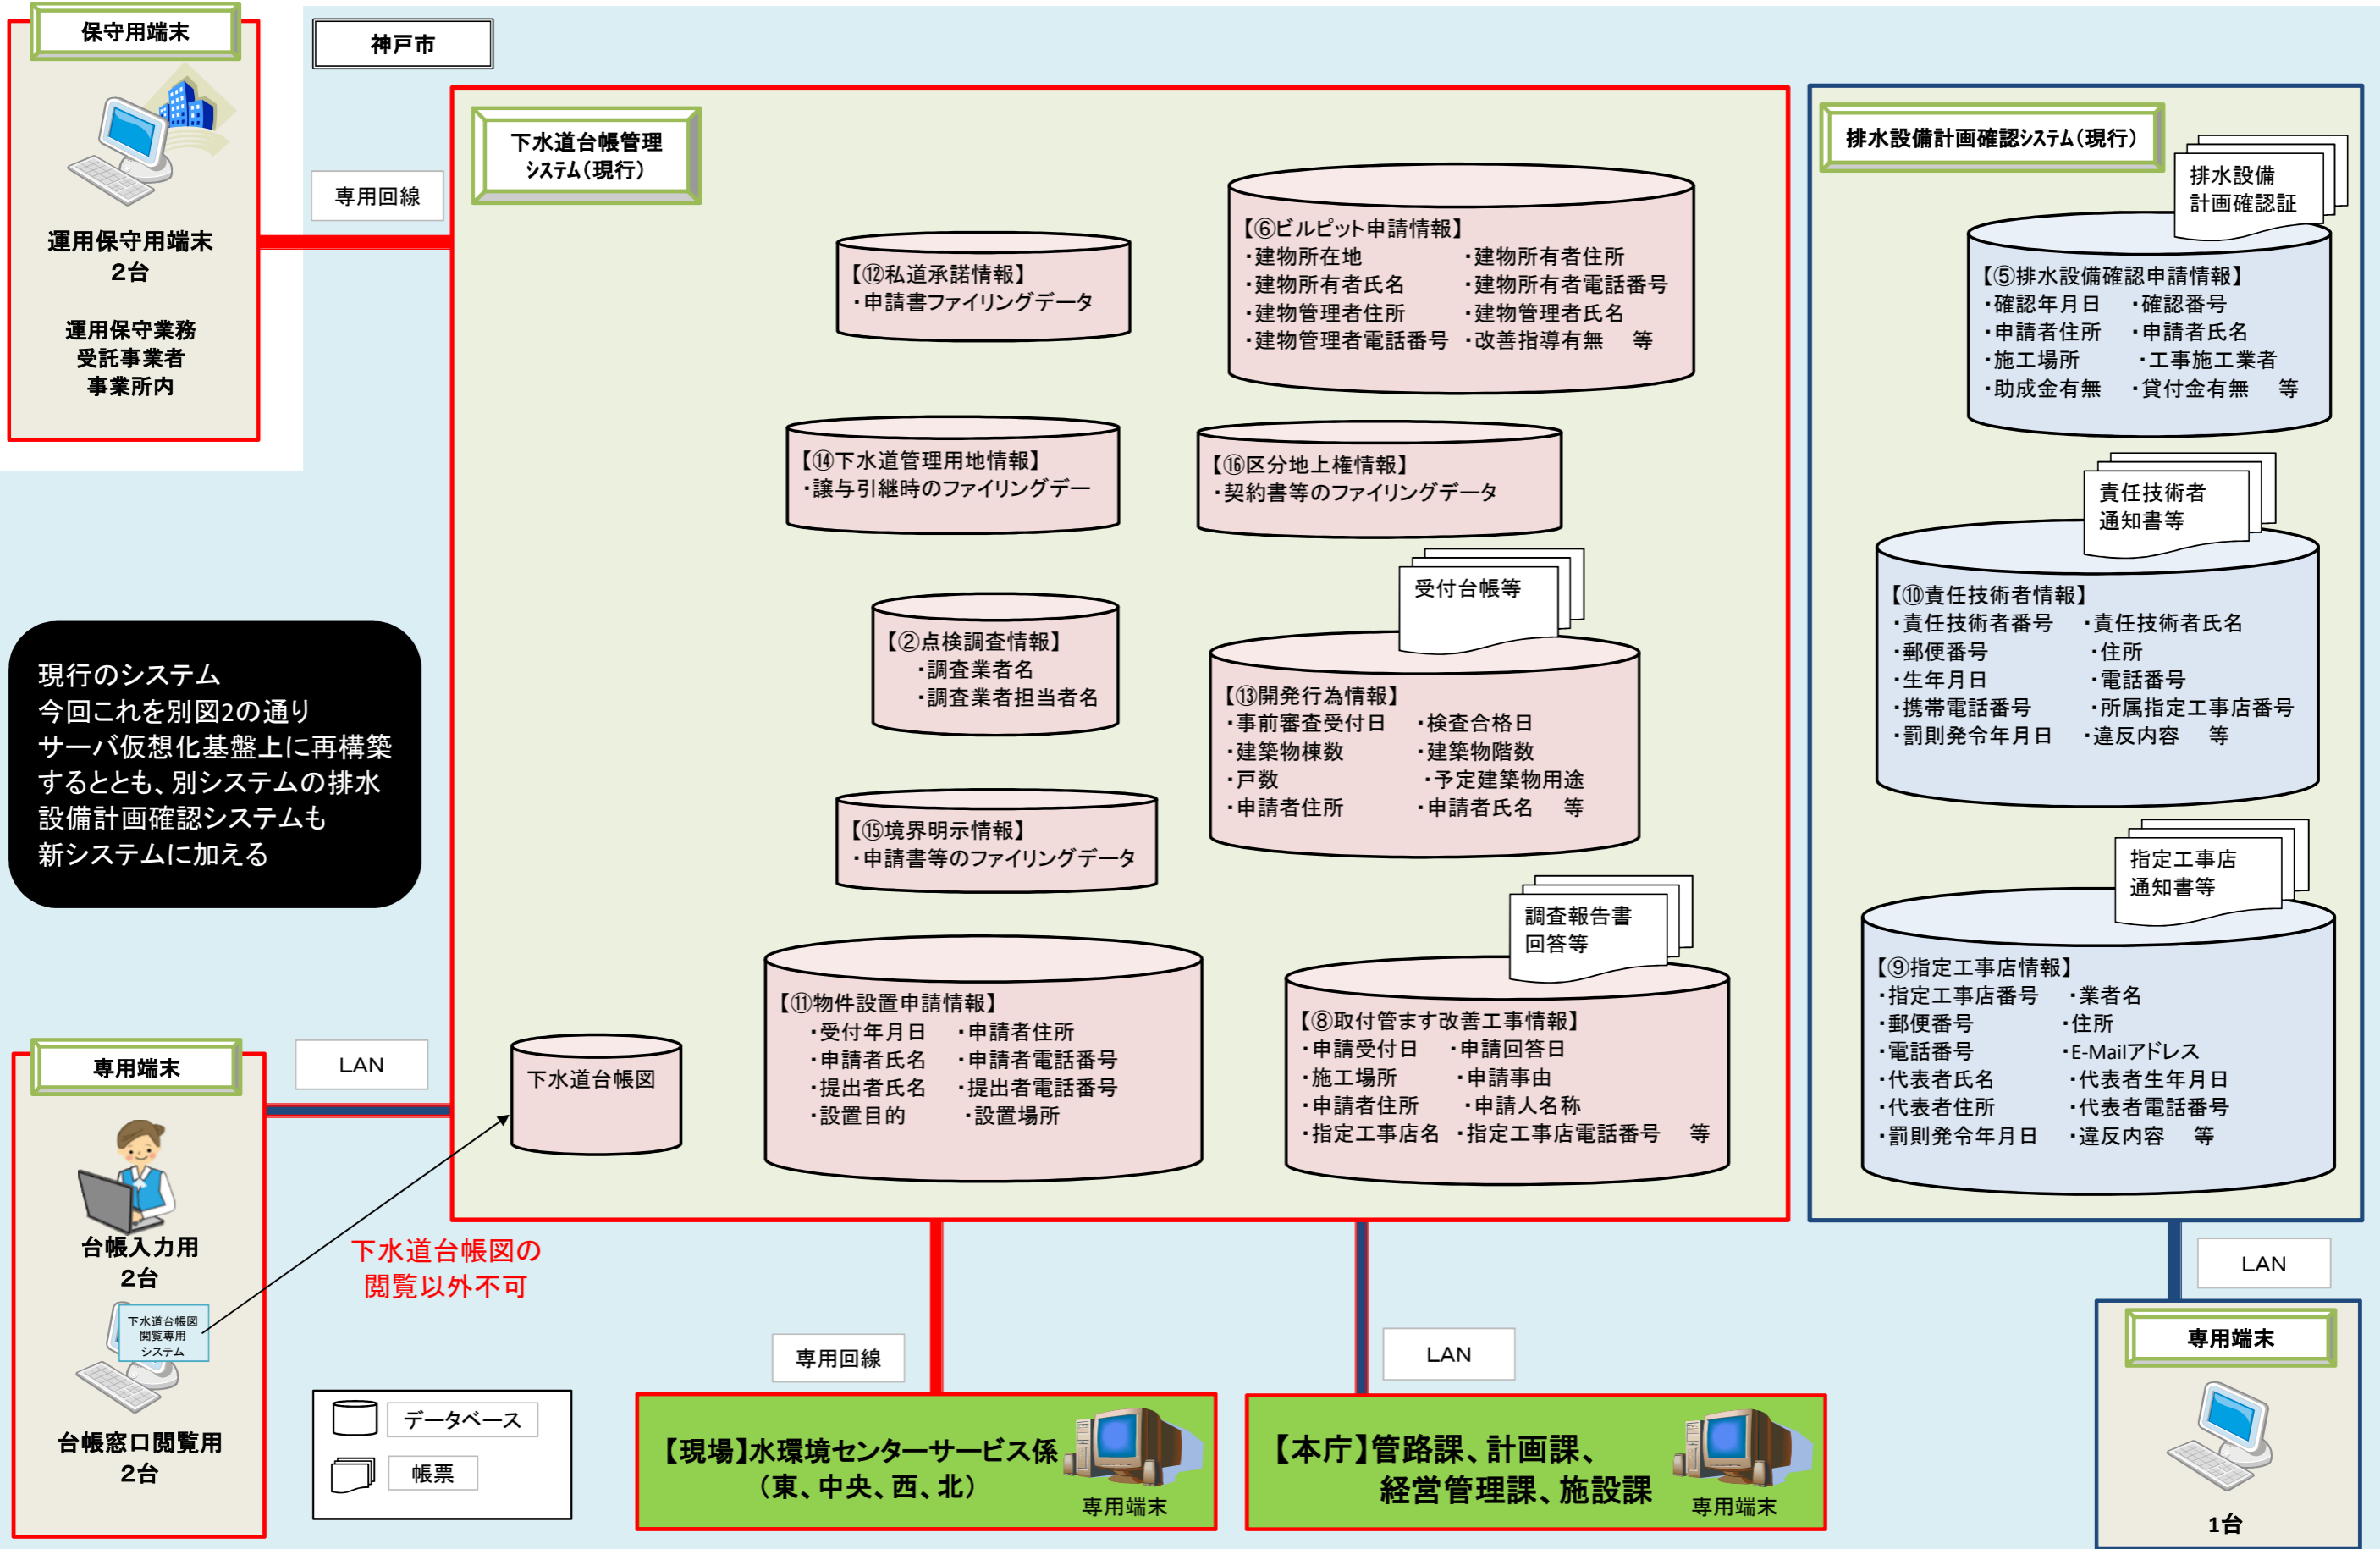 保守用端末
運用保守用端末
2台
運用保守業務
受託事業者
事業所内
神戸市
専用回線
下水道台帳管理
システム(現行)
【⑫私道承諾情報】
・申請書ファイリングデータ
【⑥ビルピット申請情報】
・建物所在地 ・建物所有者住所
・建物所有者氏名 ・建物所有者電話番号
・建物管理者住所 ・建物管理者氏名
・建物管理者電話番号 ・改善指導有無 等
【⑭下水道管理用地情報】
・譲与引継時のファイリングデー
【⑯区分地上権情報】
・契約書等のファイリングデータ
【②点検調査情報】
・調査業者名
・調査業者担当者名
受付台帳等
【⑬開発行為情報】
・事前審査受付日 ・検査合格日
・建築物棟数 ・建築物階数
・戸数 ・予定建築物用途
・申請者住所 ・申請者氏名 等
【⑮境界明示情報】
・申請書等のファイリングデータ
【⑪物件設置申請情報】
・受付年月日 ・申請者住所
・申請者氏名 ・申請者電話番号
・提出者氏名 ・提出者電話番号
・設置目的 ・設置場所
調査報告書
回答等
【⑧取付管ます改善工事情報】
・申請受付日 ・申請回答日
・施工場所 ・申請事由
・申請者住所 ・申請人名称
・指定工事店名 ・指定工事店電話番号 等
下水道台帳図
排水設備計画確認システム(現行)
排水設備
計画確認証
【⑤排水設備確認申請情報】
・確認年月日 ・確認番号
・申請者住所 ・申請者氏名
・施工場所 ・工事施工業者
・助成金有無 ・貸付金有無 等
責任技術者
通知書等
【⑩責任技術者情報】
・責任技術者番号 ・責任技術者氏名
・郵便番号 ・住所
・生年月日 ・電話番号
・携帯電話番号 ・所属指定工事店番号
・罰則発令年月日 ・違反内容 等
指定工事店
通知書等
【⑨指定工事店情報】
・指定工事店番号 ・業者名
・郵便番号 ・住所
・電話番号 ・E-Mailアドレス
・代表者氏名 ・代表者生年月日
・代表者住所 ・代表者電話番号
・罰則発令年月日 ・違反内容 等
現行のシステム
今回これを別図2の通り
サーバ仮想化基盤上に再構築
するととも、別システムの排水
設備計画確認システムも
新システムに加える
専用端末
LAN
台帳入力用
2台
下水道台帳図
閲覧専用
システム
台帳窓口閲覧用
2台
下水道台帳図の
閲覧以外不可
データベース
帳票
専用回線
【現場】水環境センターサービス係
(東、中央、西、北)
専用端末
LAN
【本庁】管路課、計画課、
経営管理課、施設課
専用端末
LAN
専用端末
1台